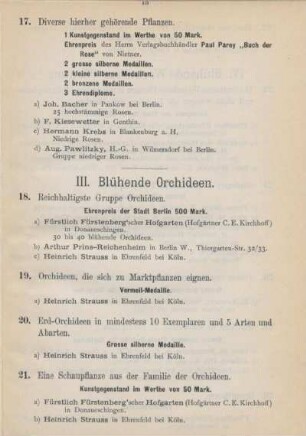 17. Diverse hierher gehörende Pflanzen.
1 Kunstgegenstand im Werthe von 50 Mark.
Ehrenpreis des Herrn Verlagsbuchhändler Paul Parey „Buch der
Rose" von Nietner.
2 grosse silberne Medaillen.
2 kleine silberne Medaillen.
2 bronzene Medaillen.
3 Ehrendiplome.
a) Joh. Bacher in Pankow bei Berlin.
25 hochstämmige Rosen.
b) F. Kiesewetter in Genthin.
c) Hermann Krebs in Blankenburg a. H.
Niedrige Rosen.
d) Aug. Pawlitzky, H.-G. in Wilmersdorf bei Berlin.
Gruppe niedriger Rosen.
III. Blühende Orchideen.
18. Reichhaltigste Gruppe Orchideen.
Ehrenpreis der Stadt Berlin 500 Mark.
a) Fürstlich Fürstenberg'scher Hofgarten (Hofgärtner C. E. Kirchhoff)
in Donaueschingen.
30 bis 40 blühende Orchideen.
b) Arthur Prins-Reichenheim in Berlin W., Thiergarten-Str. 32/33.
c) Heinrich Strauss in Ehrenfeld bei Köln.
19. Orchideen, die sich zu Marktpflanzen eignen.
Vermeil-Medaille.
a) Heinrich Strauss in Ehrenfeld bei Köln.
20. Erd-Orchideen in mindestens 10 Exemplaren und 5 Arten und
Abarten.
Grosse silberne Medaille.
a) Heinrich Strauss in Ehrenfeld bei Köln.
21. Eine Schaupflanze aus der Familie der Orchideen.
Kunstgegenstand im Werthe von 50 Mark.
a) Fürstlich Fürstenberg'scher Hofgarten (Hofgärtner C. E. Kirchhoff)
in Donaueschingen.
b) Heinrich Strauss in Ehrenfeld bei Köln.